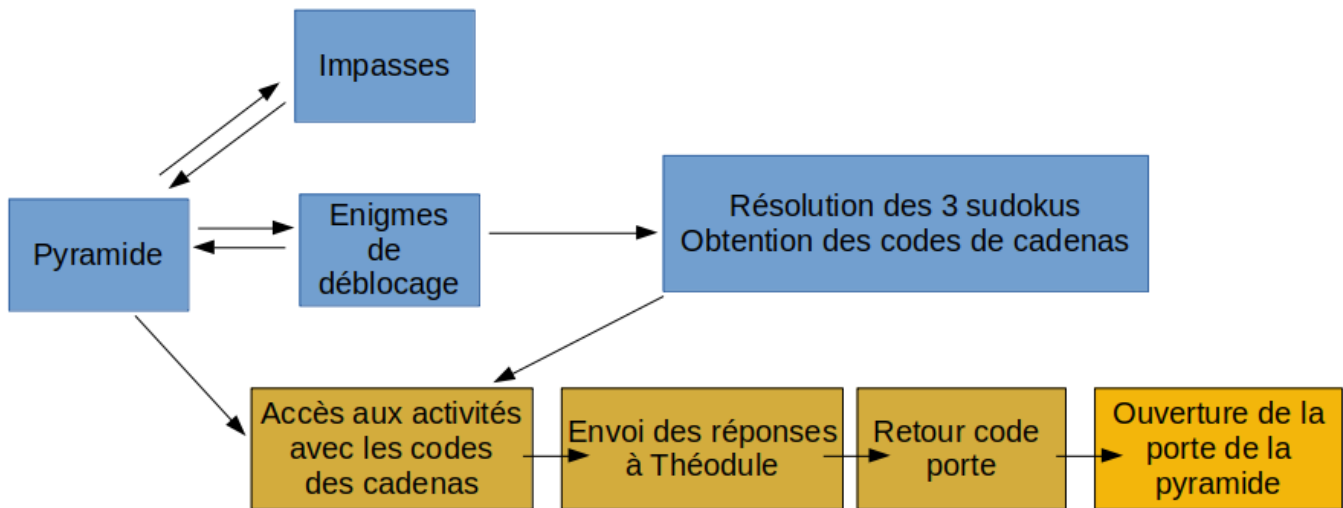 Impasses
Pyramide
Enigmes
de
déblocage
Résolution des 3 sudokus
Obtention des codes de cadenas
Accès aux activités
avec les codes
des cadenas
Envoi des réponses
à Théodule
Retour code
porte
Ouverture de la
porte de la
pyramide